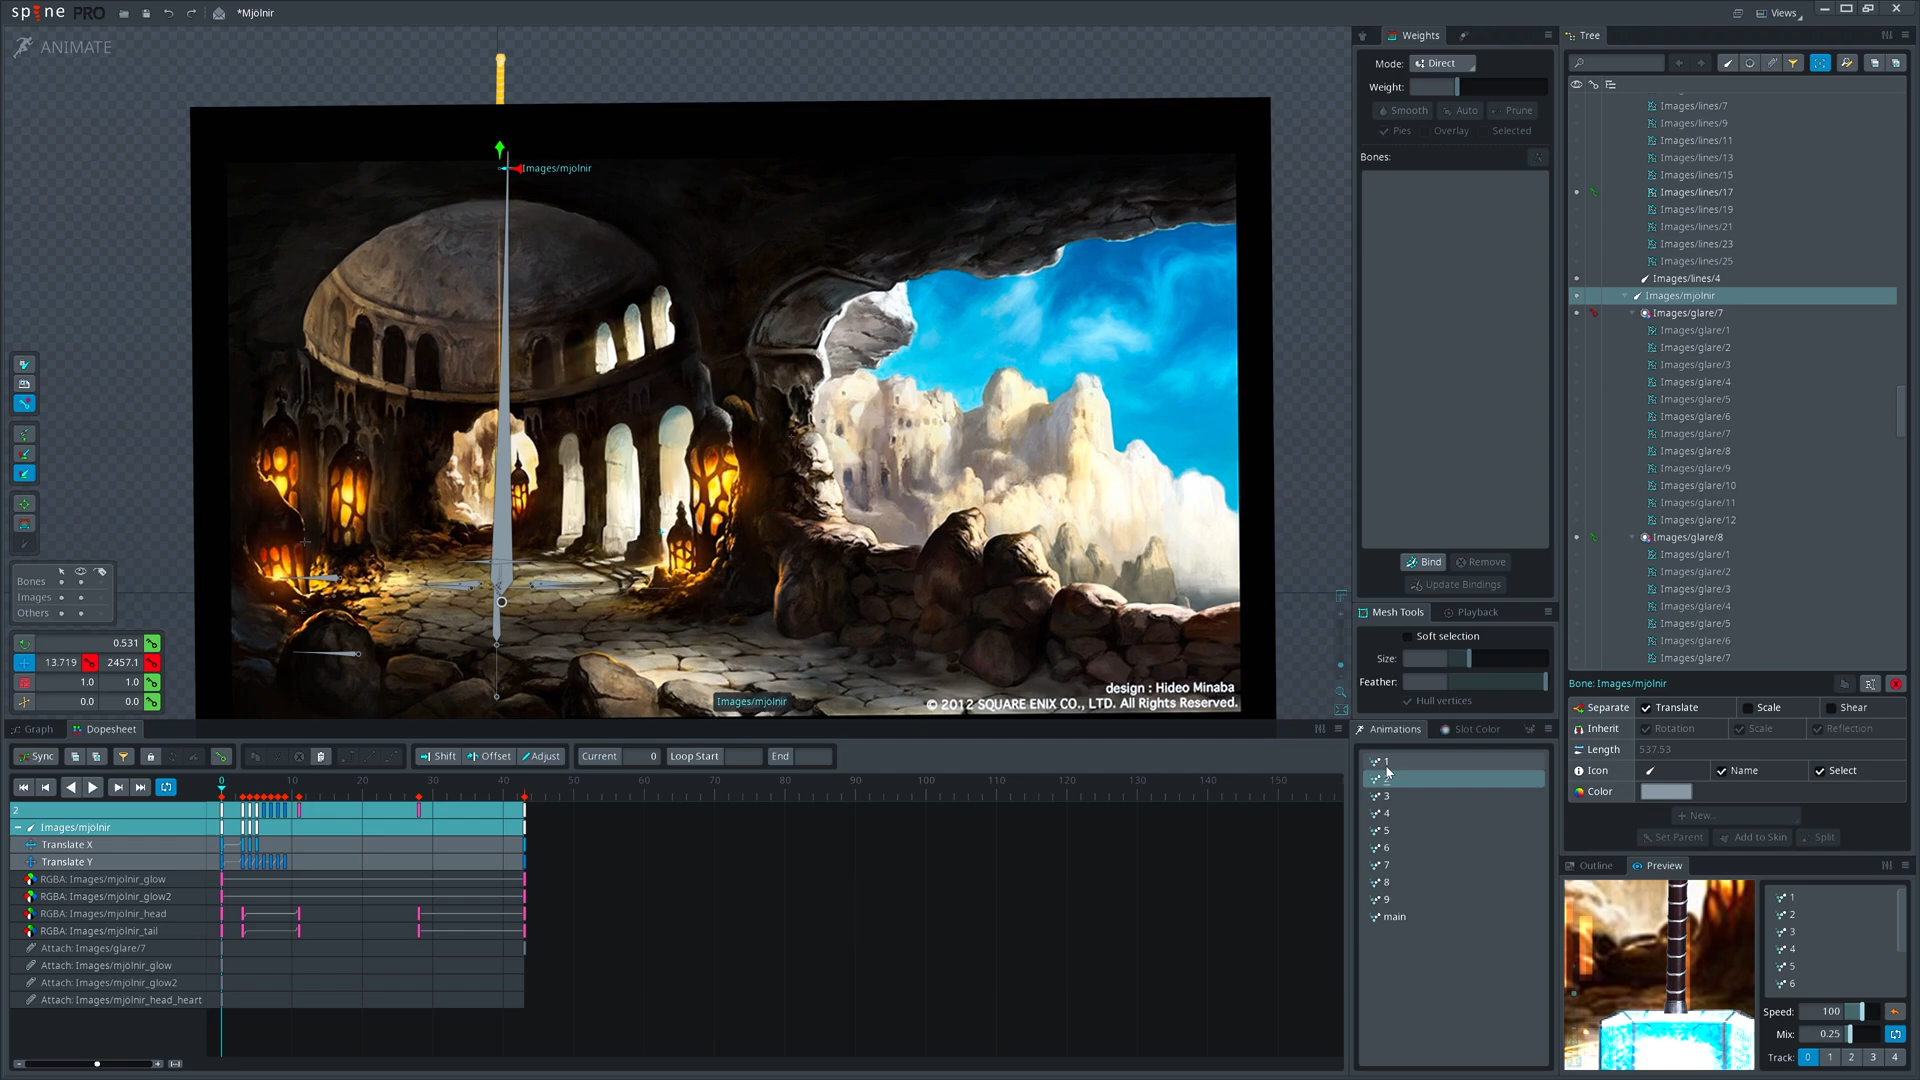 spine PRO
*Mjölnir
Views
ANIMATE
Images/mjölnir
design : Hideo Minaba
© 2012 SQUARE ENIX CO., LTD. All Rights Reserved.
Images/mjölnir
Bones
Images
Others
0.531
13.719 2457.1
1.0 1.0
0.0 0.0
Weights
Mode: Direct
Weight:
Smooth Auto Prune
Pies Overlay Selected
Bones:
Bind Remove
Update Bindings
Mesh Tools Playback
Soft selection
Size:
Feather:
Hull vertices
Tree
Images/lines/7
Images/lines/9
Images/lines/11
Images/lines/13
Images/lines/15
Images/lines/17
Images/lines/19
Images/lines/21
Images/lines/23
Images/lines/25
Images/lines/4
Images/mjolnir
Images/glare/7
Images/glare/1
Images/glare/2
Images/glare/3
Images/glare/4
Images/glare/5
Images/glare/6
Images/glare/7
Images/glare/8
Images/glare/9
Images/glare/10
Images/glare/11
Images/glare/12
Images/glare/8
Images/glare/1
Images/glare/2
Images/glare/3
Images/glare/4
Images/glare/5
Images/glare/6
Images/glare/7
Bone: Images/mjölnir
Separate Translate Scale Shear
Inherit Rotation Scale Reflection
Length 537.53
Icon Name Select
Color
+ New...
Set Parent Add to Skin Split
Graph Dopesheet
Sync Shift Offset Adjust Current 0 Loop Start End
0 10 20 30 40 50 60 70 80 90 100 110 120 130 140 150
2
Images/mjölnir
Translate X
Translate Y
RGBA: Images/mjölnir_glow
RGBA: Images/mjölnir_glow2
RGBA: Images/mjölnir_head
RGBA: Images/mjölnir_tail
Attach: Images/glare/7
Attach: Images/mjölnir_glow
Attach: Images/mjölnir_glow2
Attach: Images/mjölnir_head_heart
Animations Slot Color
1
3
4
5
6
7
8
9
main
Outline Preview
1
2
3
4
5
6
Speed: 100
Mix: 0.25
Track: 0 1 2 3 4